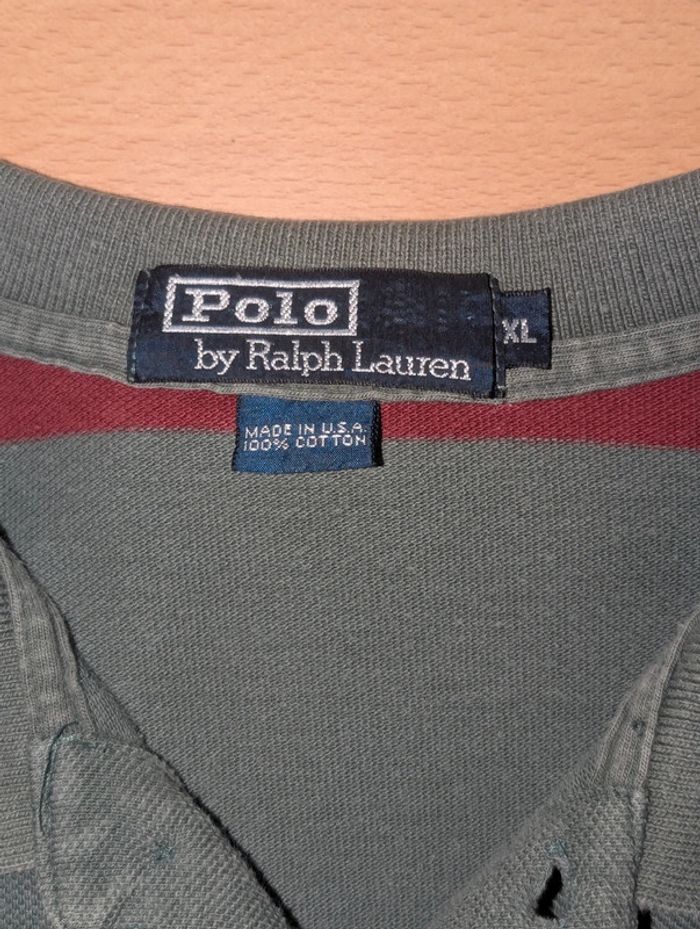 Polo
by Ralph Lauren
XL
MADE IN U.S.A.
100% COTTON